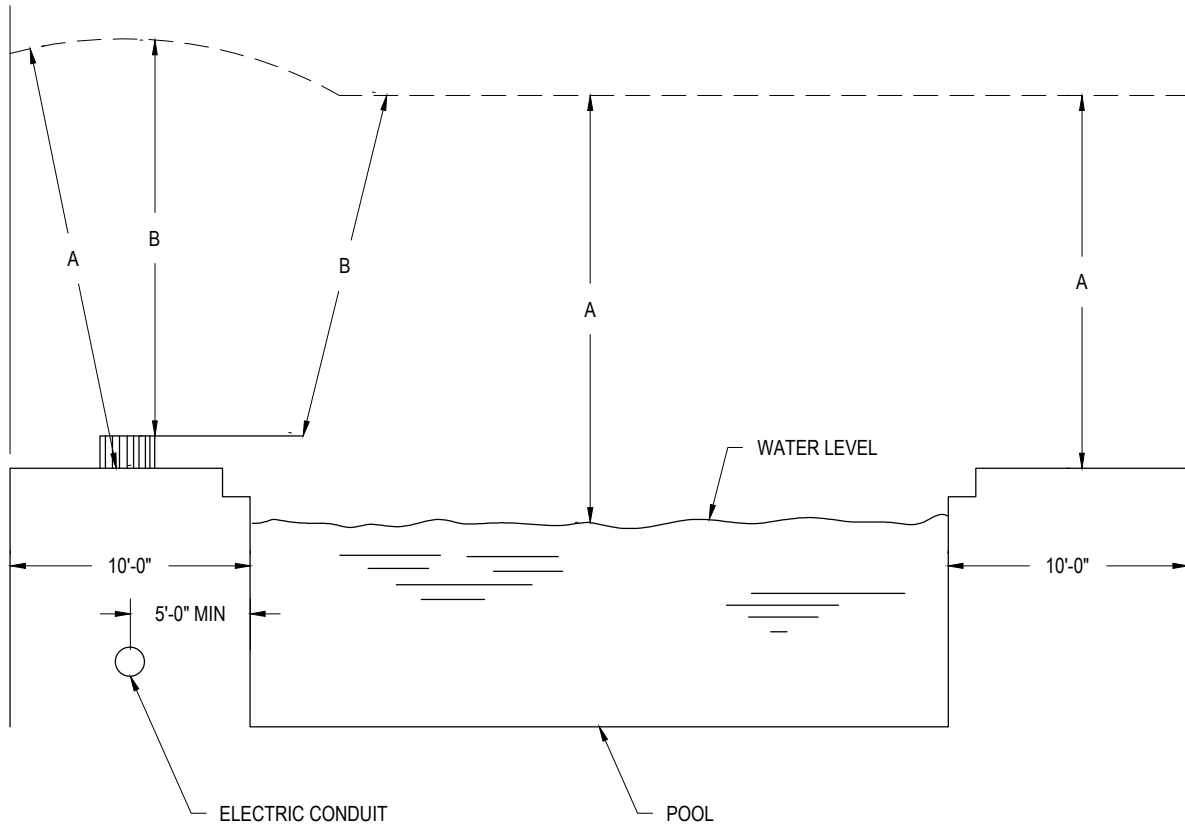 B
A
B
A
A
WATER LEVEL
10'-0"
10'-0"
5'-0" MIN
ELECTRIC CONDUIT
POOL